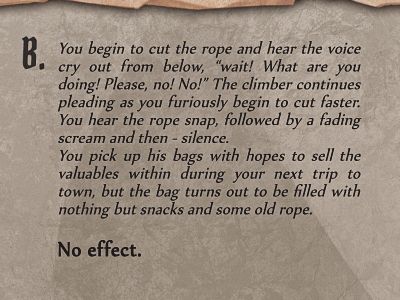 B.
You begin to cut the rope and hear the voice
cry out from below, “wait! What are you
doing! Please, no! No!” The climber continues
pleading as you furiously begin to cut faster.
You hear the rope snap, followed by a fading
scream and then - silence.
You pick up his bags with hopes to sell the
valuables within during your next trip to
town, but the bag turns out to be filled with
nothing but snacks and some old rope.
No effect.